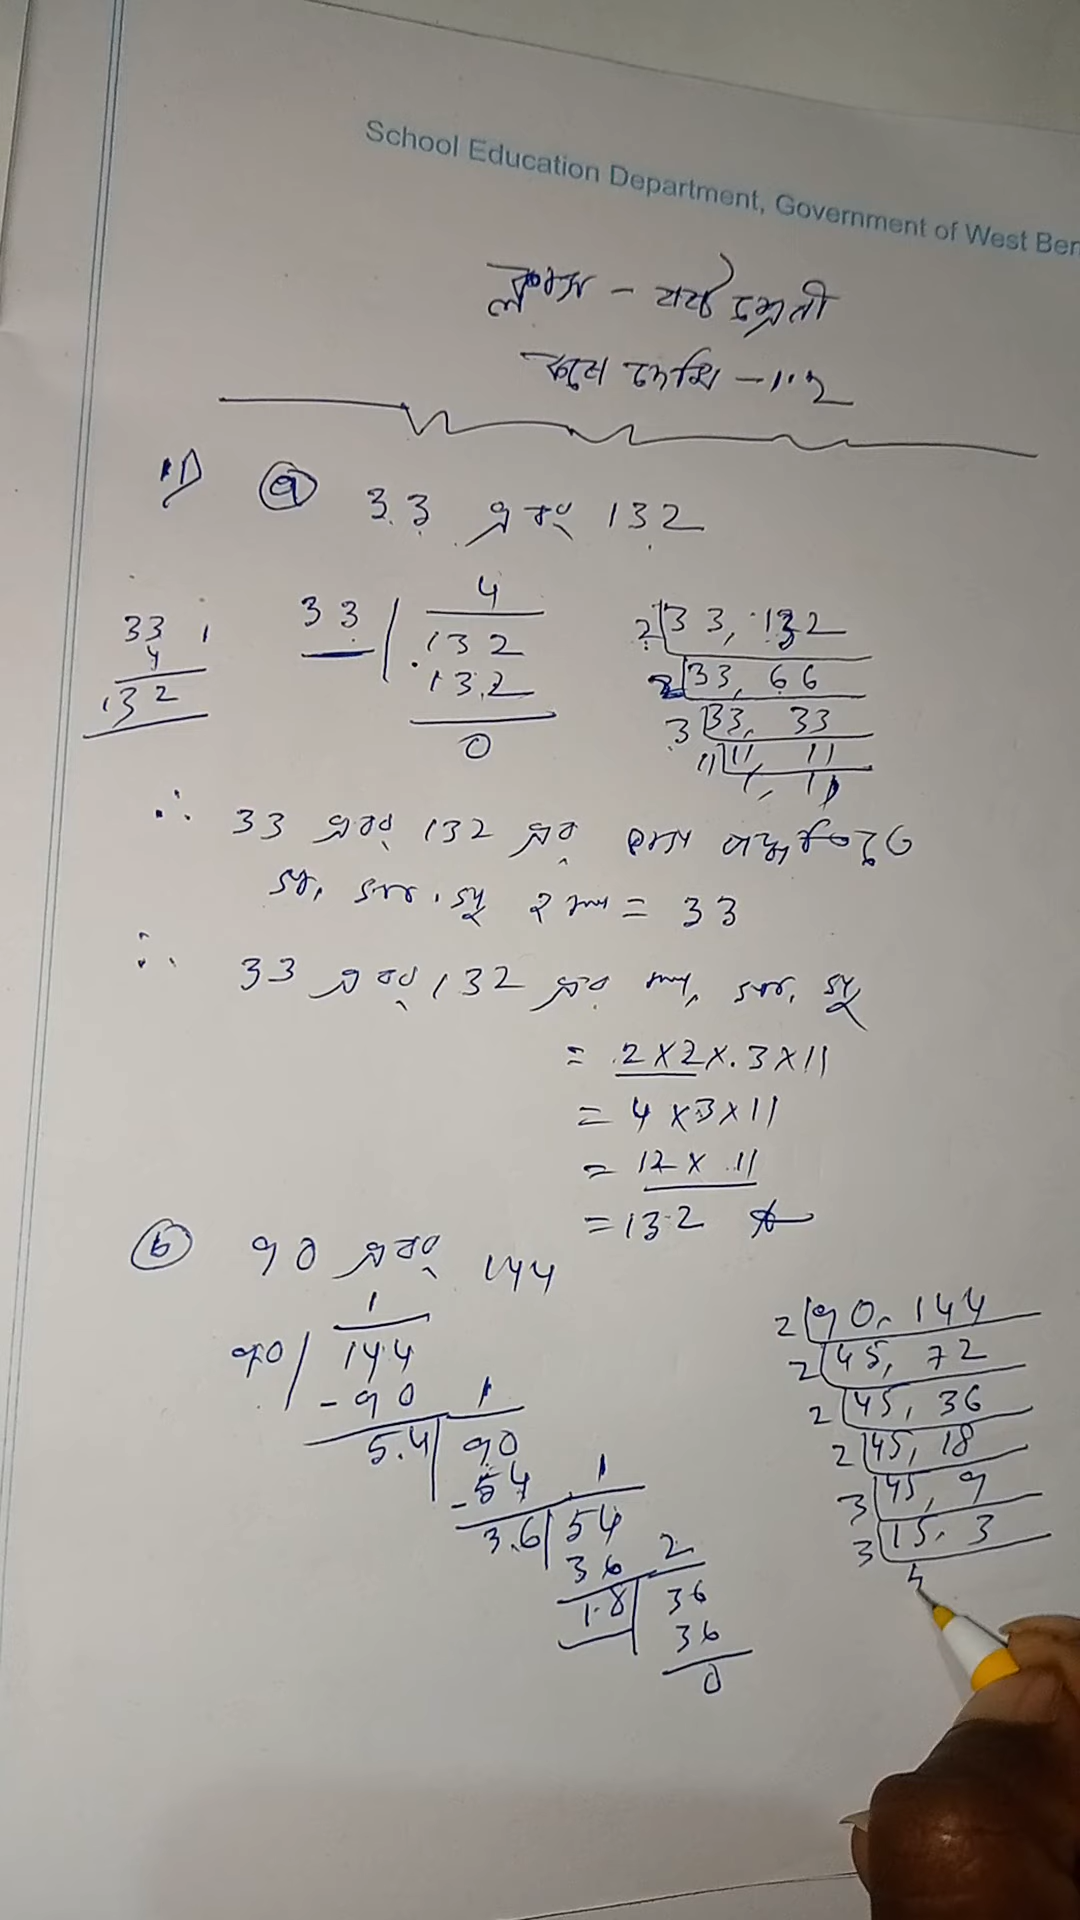 School Education Department, Government of West Ben
ক্লাস - ষষ্ঠ শ্রেণী
কষে দেখি - 1.2
11) (a) 33 এবং 132
33
4
132
4
33 | 132
132
0
2 | 33, 132
2 | 33, 66
3 | 33, 33
11 | 11, 11
1, 1
∴ 33 এবং 132 এর ভাগ পদ্ধতিতে
গ. সা. গু = 33
∴ 33 এবং 132 এর ল. সা. গু
= 2 × 2 × 3 × 11
= 4 × 3 × 11
= 12 × 11
= 132
(b) 90 এবং 144
1
90 | 144
- 90 1
54 | 90
- 54 1
36 | 54
36 2
18 | 36
36
0
2 | 90, 144
2 | 45, 72
2 | 45, 36
2 | 45, 18
3 | 45, 9
3 | 15, 3
5